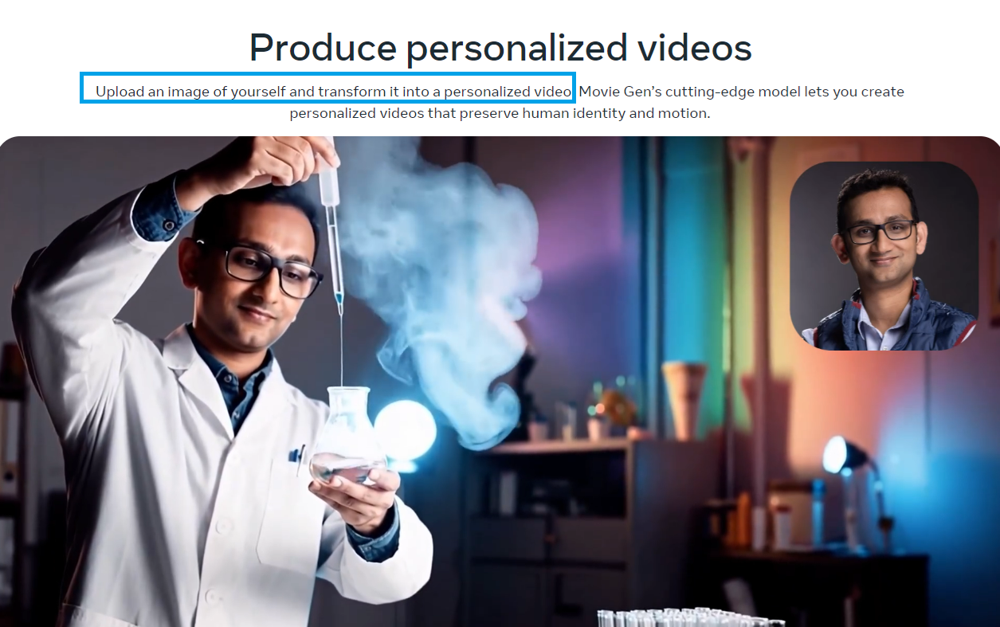 Produce personalized videos
Upload an image of yourself and transform it into a personalized video. Movie Gen’s cutting-edge model lets you create
personalized videos that preserve human identity and motion.